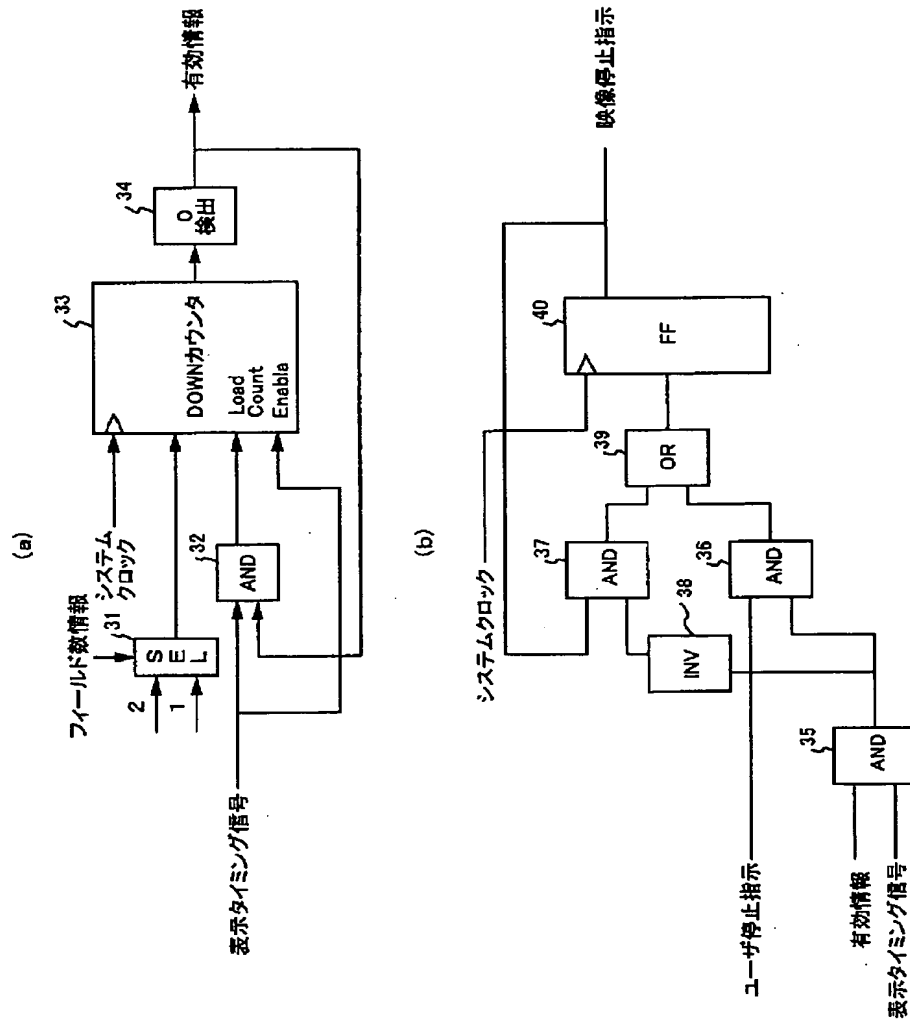 (a)
フィールド数情報
システム
クロック
2
1
31
SEL
33
DOWNカウンタ
Load
Count
Enabla
34
0
検出
有効情報
32
AND
表示タイミング信号
(b)
システムクロック
40
FF
映像停止指示
39
OR
37
AND
36
AND
38
INV
ユーザ停止指示
35
AND
有効情報
表示タイミング信号